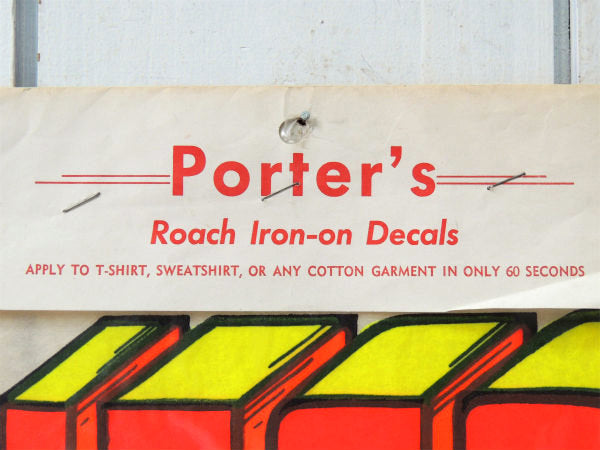 Porter's
Roach Iron-on Decals
APPLY TO T-SHIRT, SWEATSHIRT, OR ANY COTTON GARMENT IN ONLY 60 SECONDS